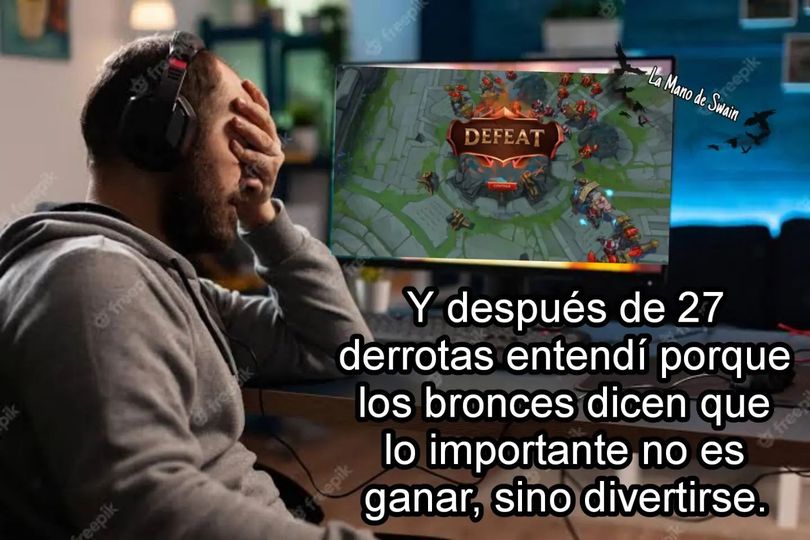 La Mano de Swain
DEFEAT
Y después de 27
derrotas entendí porque
los bronces dicen que
lo importante no es
ganar, sino divertirse.
freepik